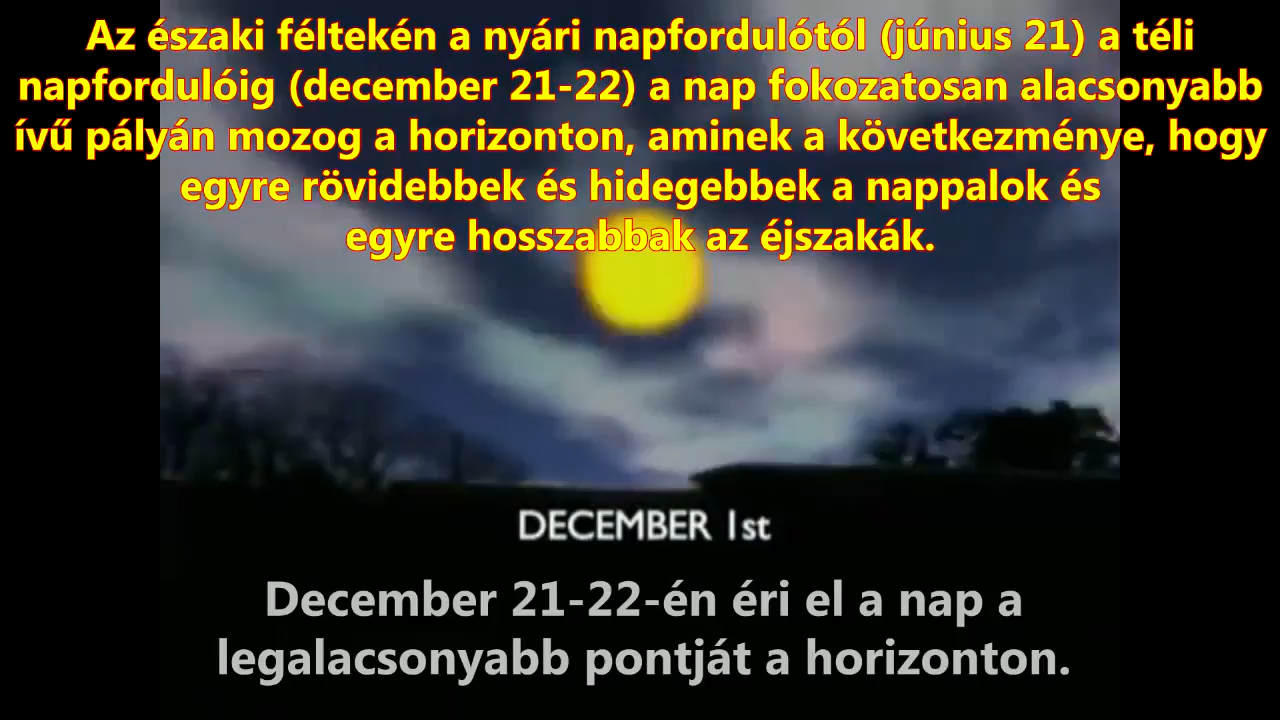 Az északi féltekén a nyári napfordulótól (június 21) a téli
napfordulóig (december 21-22) a nap fokozatosan alacsonyabb
ívű pályán mozog a horizonton, aminek a következménye, hogy
egyre rövidebbek és hidegebbek a nappalok és
egyre hosszabbak az éjszakák.
DECEMBER 1st
December 21-22-én éri el a nap a
legalacsonyabb pontját a horizonton.